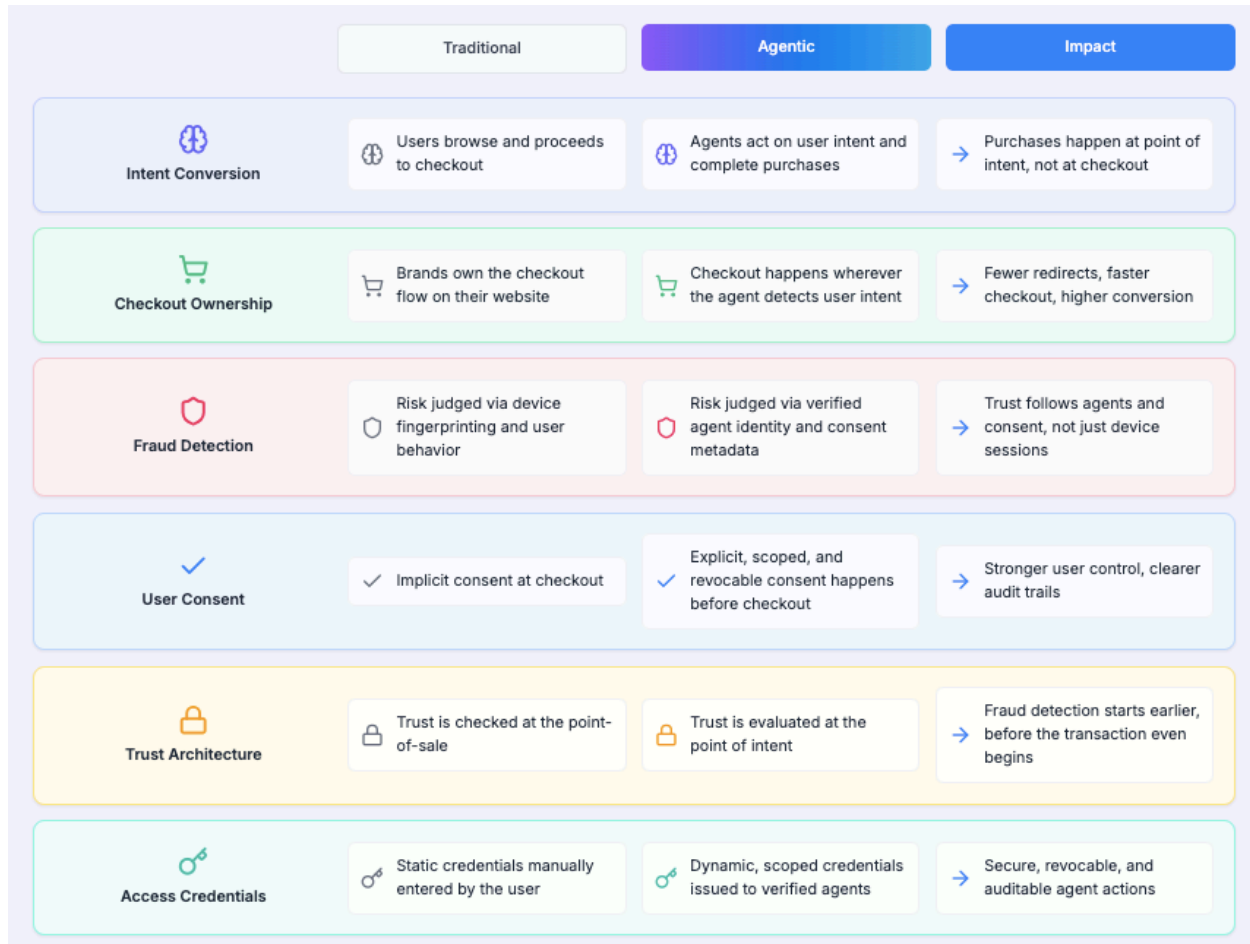 Traditional
Agentic
Impact
Intent Conversion
Users browse and proceeds
to checkout
Agents act on user intent and
complete purchases
Purchases happen at point of
intent, not at checkout
Checkout Ownership
Brands own the checkout
flow on their website
Checkout happens wherever
the agent detects user intent
Fewer redirects, faster
checkout, higher conversion
Fraud Detection
Risk judged via device
fingerprinting and user
behavior
Risk judged via verified
agent identity and consent
metadata
Trust follows agents and
consent, not just device
sessions
User Consent
Implicit consent at checkout
Explicit, scoped, and
revocable consent happens
before checkout
Stronger user control, clearer
audit trails
Trust Architecture
Trust is checked at the point-
of-sale
Trust is evaluated at the
point of intent
Fraud detection starts earlier,
before the transaction even
begins
Access Credentials
Static credentials manually
entered by the user
Dynamic, scoped credentials
issued to verified agents
Secure, revocable, and
auditable agent actions